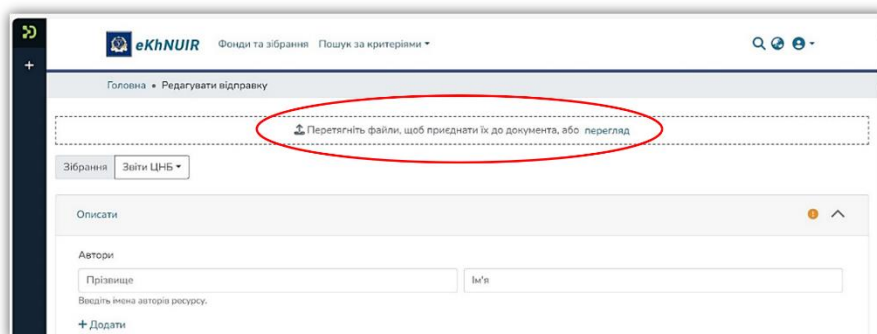 eKhNUIR Фонди та зібрання Пошук за критеріями
Головна • Редагувати відправку
Перетягніть файли, щоб приєднати їх до документа, або перегляд
Зібрання Звіти ЦНБ
Описати
Автори
Прізвище Ім'я
Введіть імена авторів ресурсу.
+ Додати